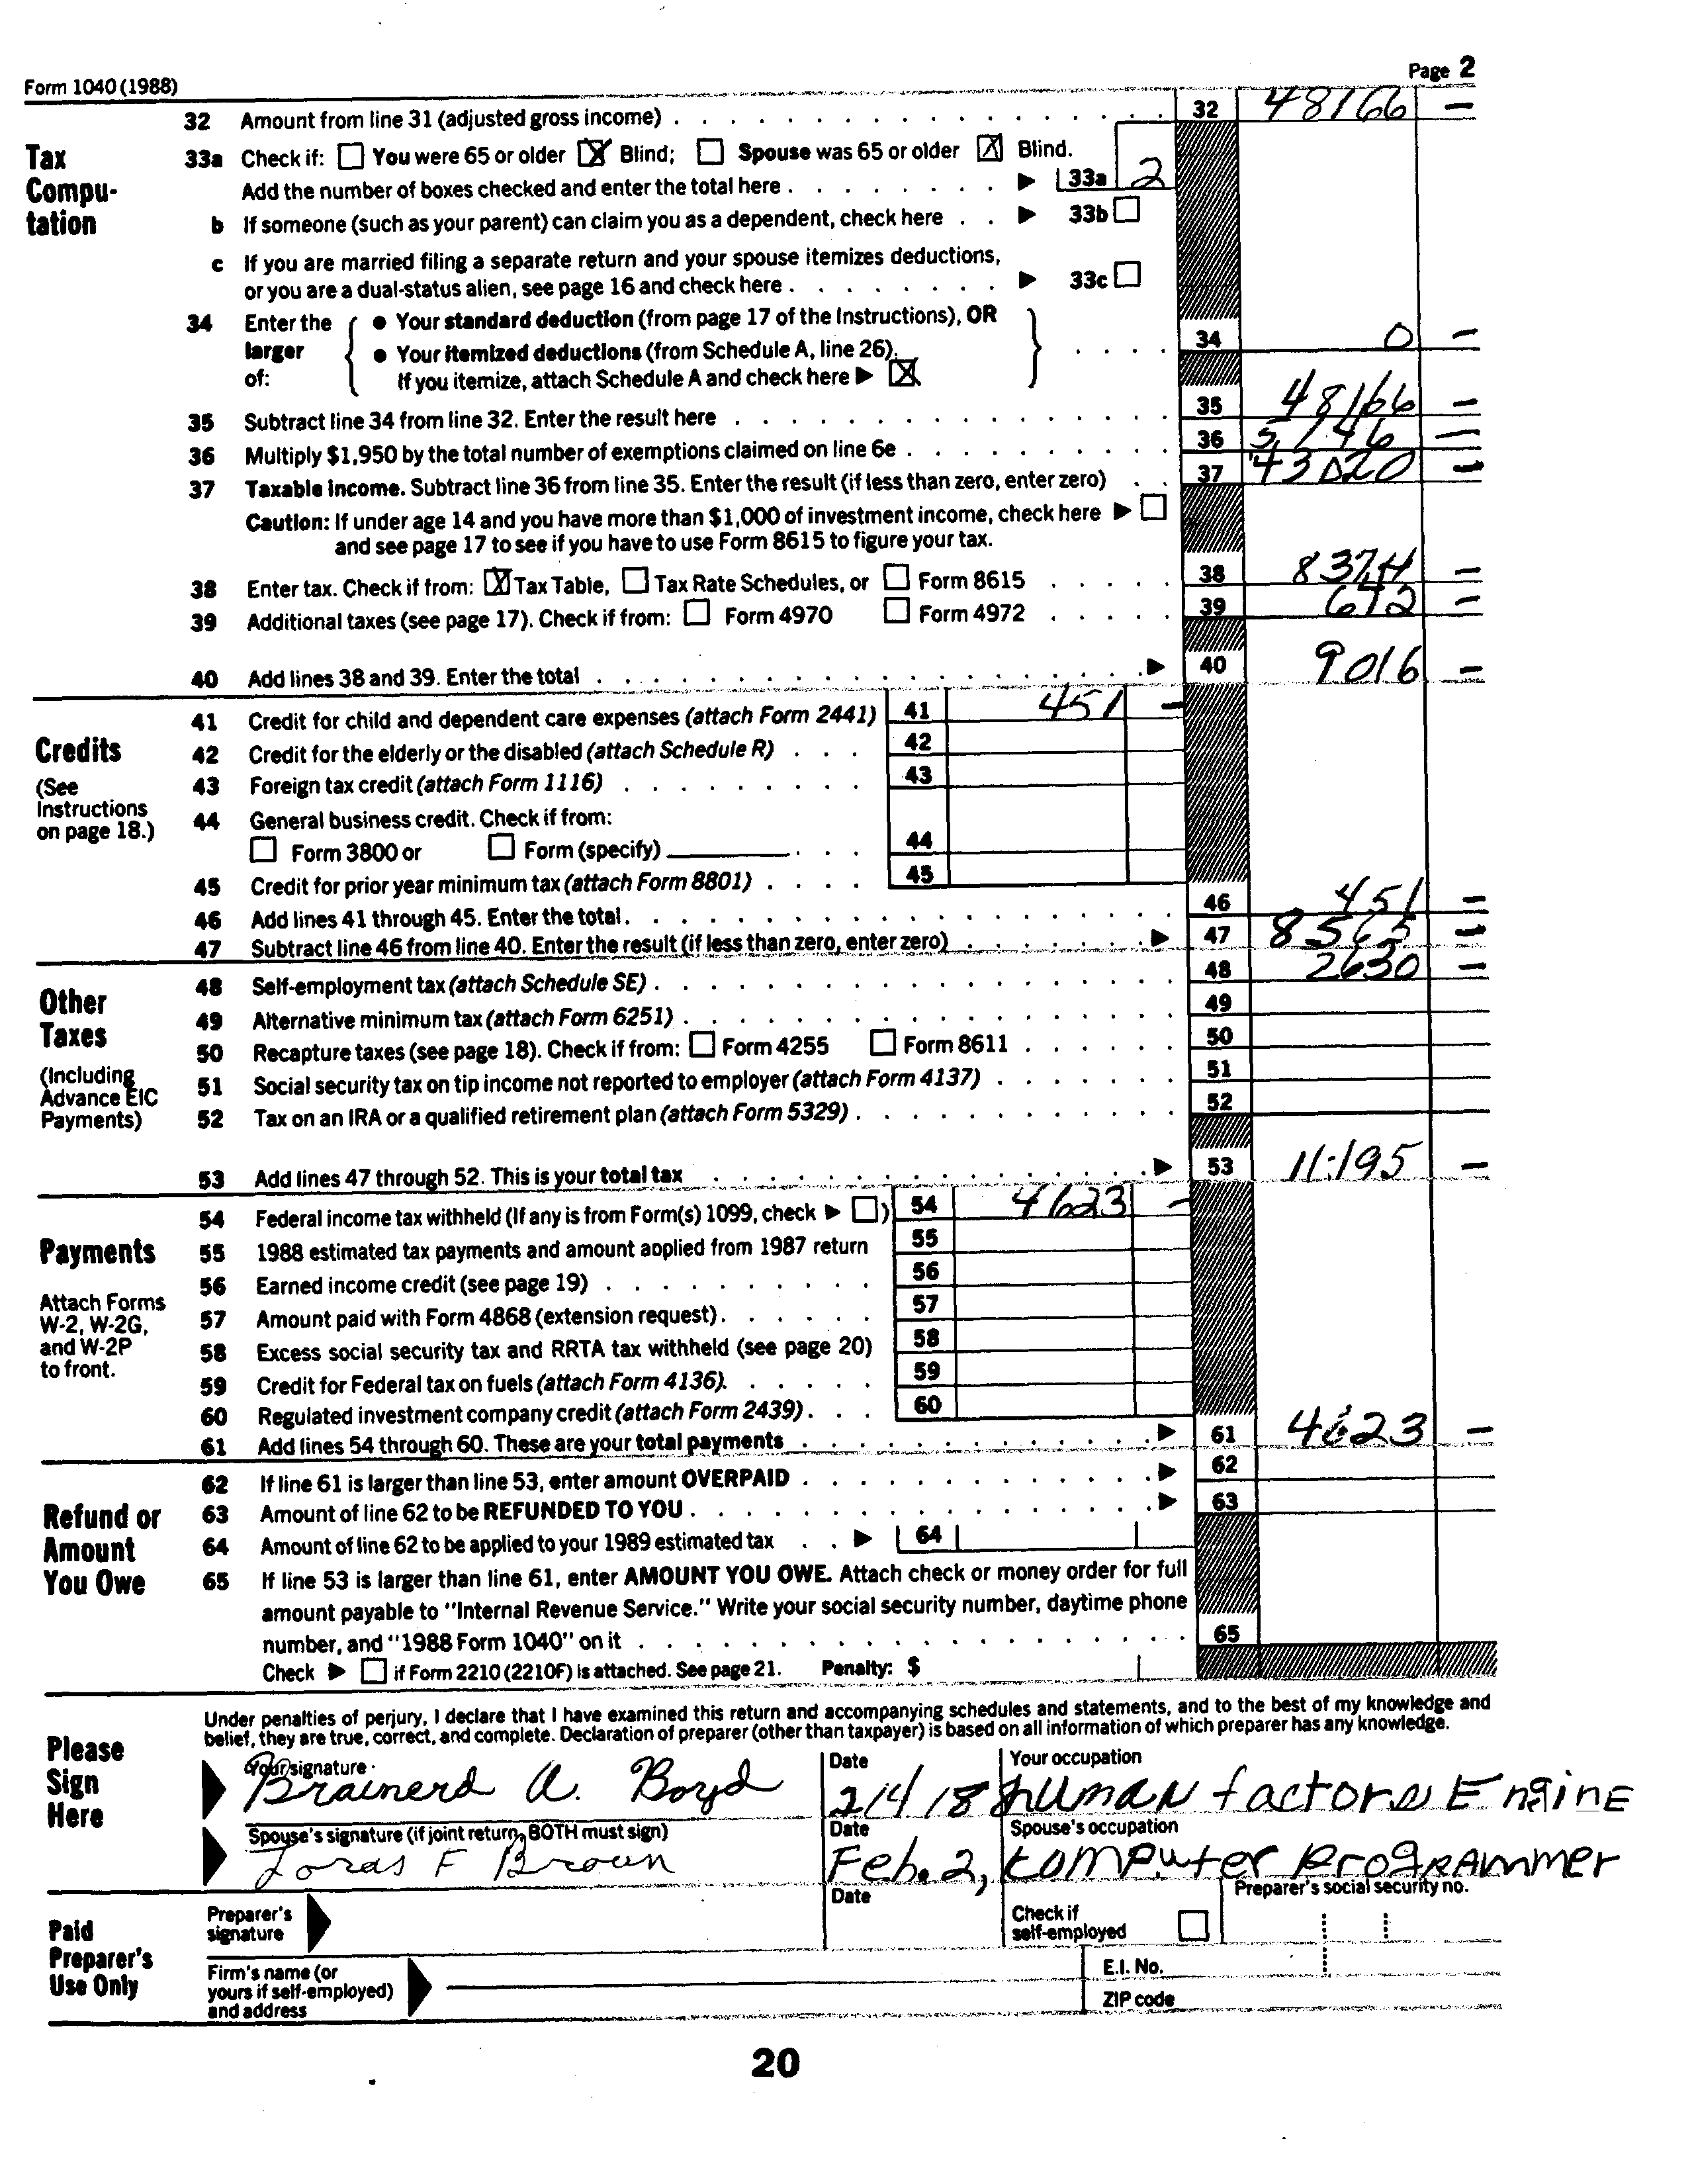 Form 1040 (1988) Page 2
32 Amount from line 31 (adjusted gross income) 32 48166 —
Tax Computation
33a Check if: You were 65 or older X Blind; Spouse was 65 or older X Blind.
Add the number of boxes checked and enter the total here 33a 2
b If someone (such as your parent) can claim you as a dependent, check here 33b
c If you are married filing a separate return and your spouse itemizes deductions,
or you are a dual-status alien, see page 16 and check here 33c
34 Enter the larger of: • Your standard deduction (from page 17 of the Instructions), OR
• Your itemized deductions (from Schedule A, line 26). 34 0 —
If you itemize, attach Schedule A and check here X
35 Subtract line 34 from line 32. Enter the result here 35 48166 —
36 Multiply $1,950 by the total number of exemptions claimed on line 6e 36 5,146 —
37 Taxable income. Subtract line 36 from line 35. Enter the result (if less than zero, enter zero) 37 43020 —
Caution: If under age 14 and you have more than $1,000 of investment income, check here
and see page 17 to see if you have to use Form 8615 to figure your tax.
38 Enter tax. Check if from: X Tax Table, Tax Rate Schedules, or Form 8615 38 8374 —
39 Additional taxes (see page 17). Check if from: Form 4970 Form 4972 39 642 —
40 Add lines 38 and 39. Enter the total 40 9016 —
Credits
(See Instructions on page 18.)
41 Credit for child and dependent care expenses (attach Form 2441) 41 451 —
42 Credit for the elderly or the disabled (attach Schedule R) 42
43 Foreign tax credit (attach Form 1116) 43
44 General business credit. Check if from:
Form 3800 or Form (specify) 44
45 Credit for prior year minimum tax (attach Form 8801) 45
46 Add lines 41 through 45. Enter the total. 46 451 —
47 Subtract line 46 from line 40. Enter the result (if less than zero, enter zero) 47 8565 —
Other Taxes
(Including Advance EIC Payments)
48 Self-employment tax (attach Schedule SE) 48 2630 —
49 Alternative minimum tax (attach Form 6251) 49
50 Recapture taxes (see page 18). Check if from: Form 4255 Form 8611 50
51 Social security tax on tip income not reported to employer (attach Form 4137) 51
52 Tax on an IRA or a qualified retirement plan (attach Form 5329) 52
53 Add lines 47 through 52. This is your total tax 53 11195 —
Payments
Attach Forms W-2, W-2G, and W-2P to front.
54 Federal income tax withheld (If any is from Form(s) 1099, check ) 54 4623 —
55 1988 estimated tax payments and amount applied from 1987 return 55
56 Earned income credit (see page 19) 56
57 Amount paid with Form 4868 (extension request) 57
58 Excess social security tax and RRTA tax withheld (see page 20) 58
59 Credit for Federal tax on fuels (attach Form 4136). 59
60 Regulated investment company credit (attach Form 2439) 60
61 Add lines 54 through 60. These are your total payments 61 4623 —
Refund or Amount You Owe
62 If line 61 is larger than line 53, enter amount OVERPAID 62
63 Amount of line 62 to be REFUNDED TO YOU 63
64 Amount of line 62 to be applied to your 1989 estimated tax 64
65 If line 53 is larger than line 61, enter AMOUNT YOU OWE. Attach check or money order for full
amount payable to "Internal Revenue Service." Write your social security number, daytime phone
number, and "1988 Form 1040" on it 65
Check if Form 2210 (2210F) is attached. See page 21. Penalty: $
Please Sign Here
Under penalties of perjury, I declare that I have examined this return and accompanying schedules and statements, and to the best of my knowledge and
belief, they are true, correct, and complete. Declaration of preparer (other than taxpayer) is based on all information of which preparer has any knowledge.
Your signature Date Your occupation
Brainerd A. Boyd 2/4/18 human factors Engine
Spouse's signature (if joint return, BOTH must sign) Date Spouse's occupation
Loras F Broun Feb. 2, Komputer ProgRAmmer
Paid Preparer's Use Only
Preparer's signature Date Check if self-employed Preparer's social security no.
Firm's name (or yours if self-employed) and address E.I. No.
ZIP code
20